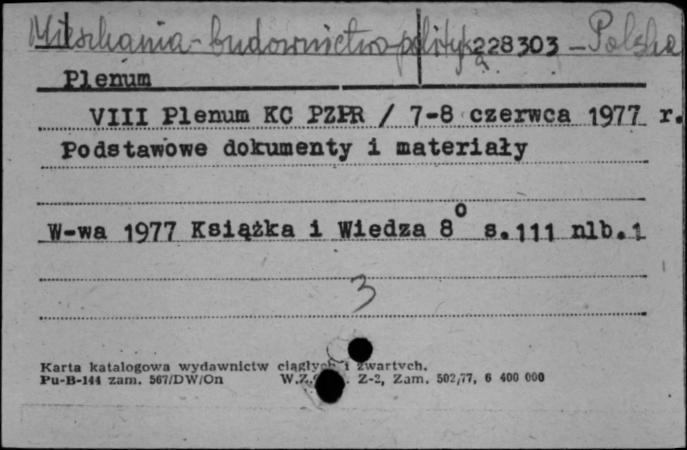 Mieszkania - budownictwo polityka 228303 - Polska
Plenum
VIII Plenum KC PZPR / 7-8 czerwca 1977 r.
Podstawowe dokumenty i materiały
W-wa 1977 Książka i Wiedza 8° s.111 nlb.1
3
Karta katalogowa wydawnictw ciągłych i zwartych.
Pu-B-144 zam. 567/DW/On Z-2, Zam. 502/77, 6 400 000